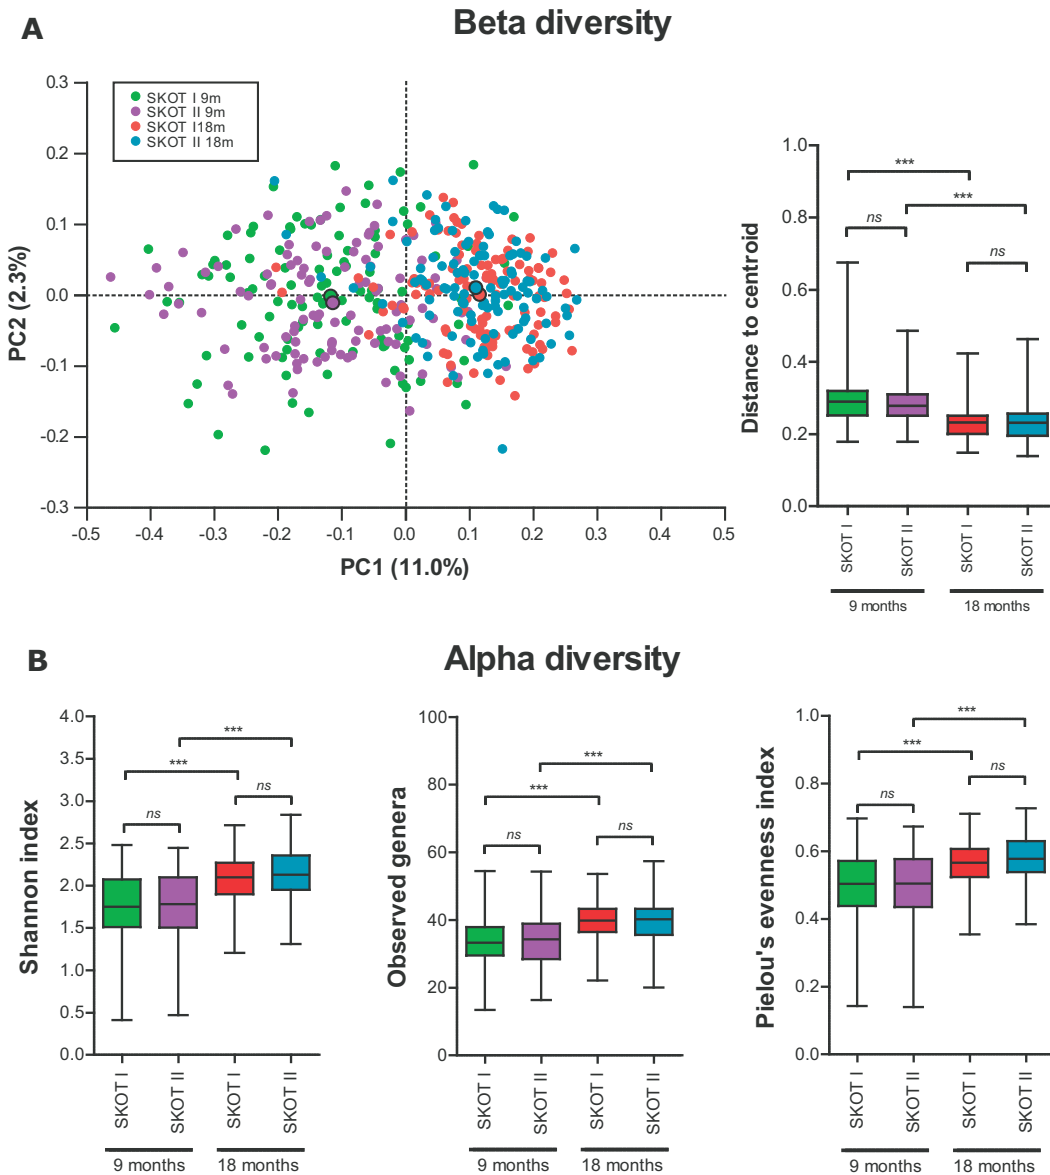 A
Beta diversity
SKOT I 9m
SKOT II 9m
SKOT I18m
SKOT II 18m
0.3
0.2
0.1
0.0
-0.1
-0.2
-0.3
PC2 (2.3%)
-0.5
-0.4
-0.3
-0.2
-0.1
0.0
0.1
0.2
0.3
0.4
0.5
PC1 (11.0%)
1.0
0.8
0.6
0.4
0.2
0.0
Distance to centroid
***
***
ns
ns
SKOT I
SKOT II
SKOT I
SKOT II
9 months
18 months
B
Alpha diversity
4.0
3.5
3.0
2.5
2.0
1.5
1.0
0.5
0.0
Shannon index
***
***
ns
ns
SKOT I
SKOT II
SKOT I
SKOT II
9 months
18 months
100
80
60
40
20
0
Observed genera
***
***
ns
ns
SKOT I
SKOT II
SKOT I
SKOT II
9 months
18 months
1.0
0.8
0.6
0.4
0.2
0.0
Pielou's evenness index
***
***
ns
ns
SKOT I
SKOT II
SKOT I
SKOT II
9 months
18 months